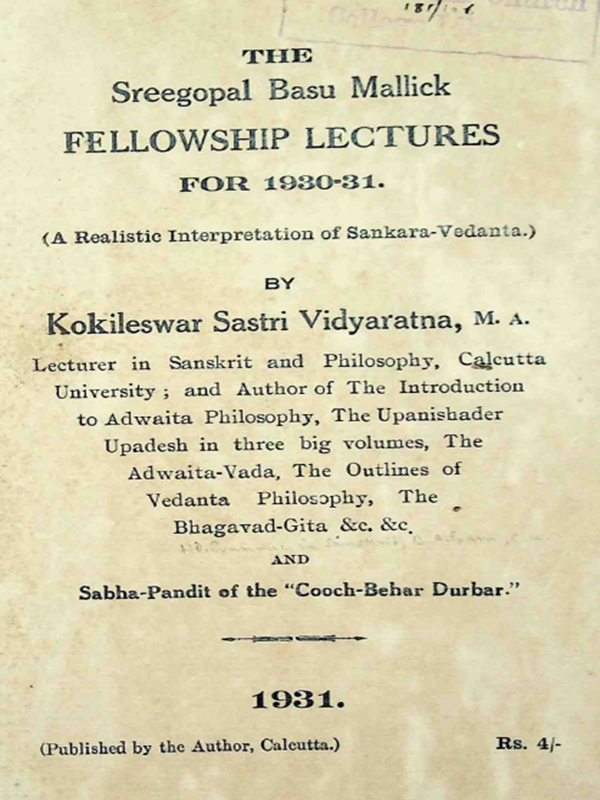 THE
Sreegopal Basu Mallick
FELLOWSHIP LECTURES
FOR 1930-31.
(A Realistic Interpretation of Sankara-Vedanta.)
BY
Kokileswar Sastri Vidyaratna, M. A.
Lecturer in Sanskrit and Philosophy, Calcutta
University ; and Author of The Introduction
to Adwaita Philosophy, The Upanishader
Upadesh in three big volumes, The
Adwaita-Vada, The Outlines of
Vedanta Philosophy, The
Bhagavad-Gita &c. &c.
AND
Sabha-Pandit of the “Cooch-Behar Durbar.”
1931.
(Published by the Author, Calcutta.) Rs. 4/-